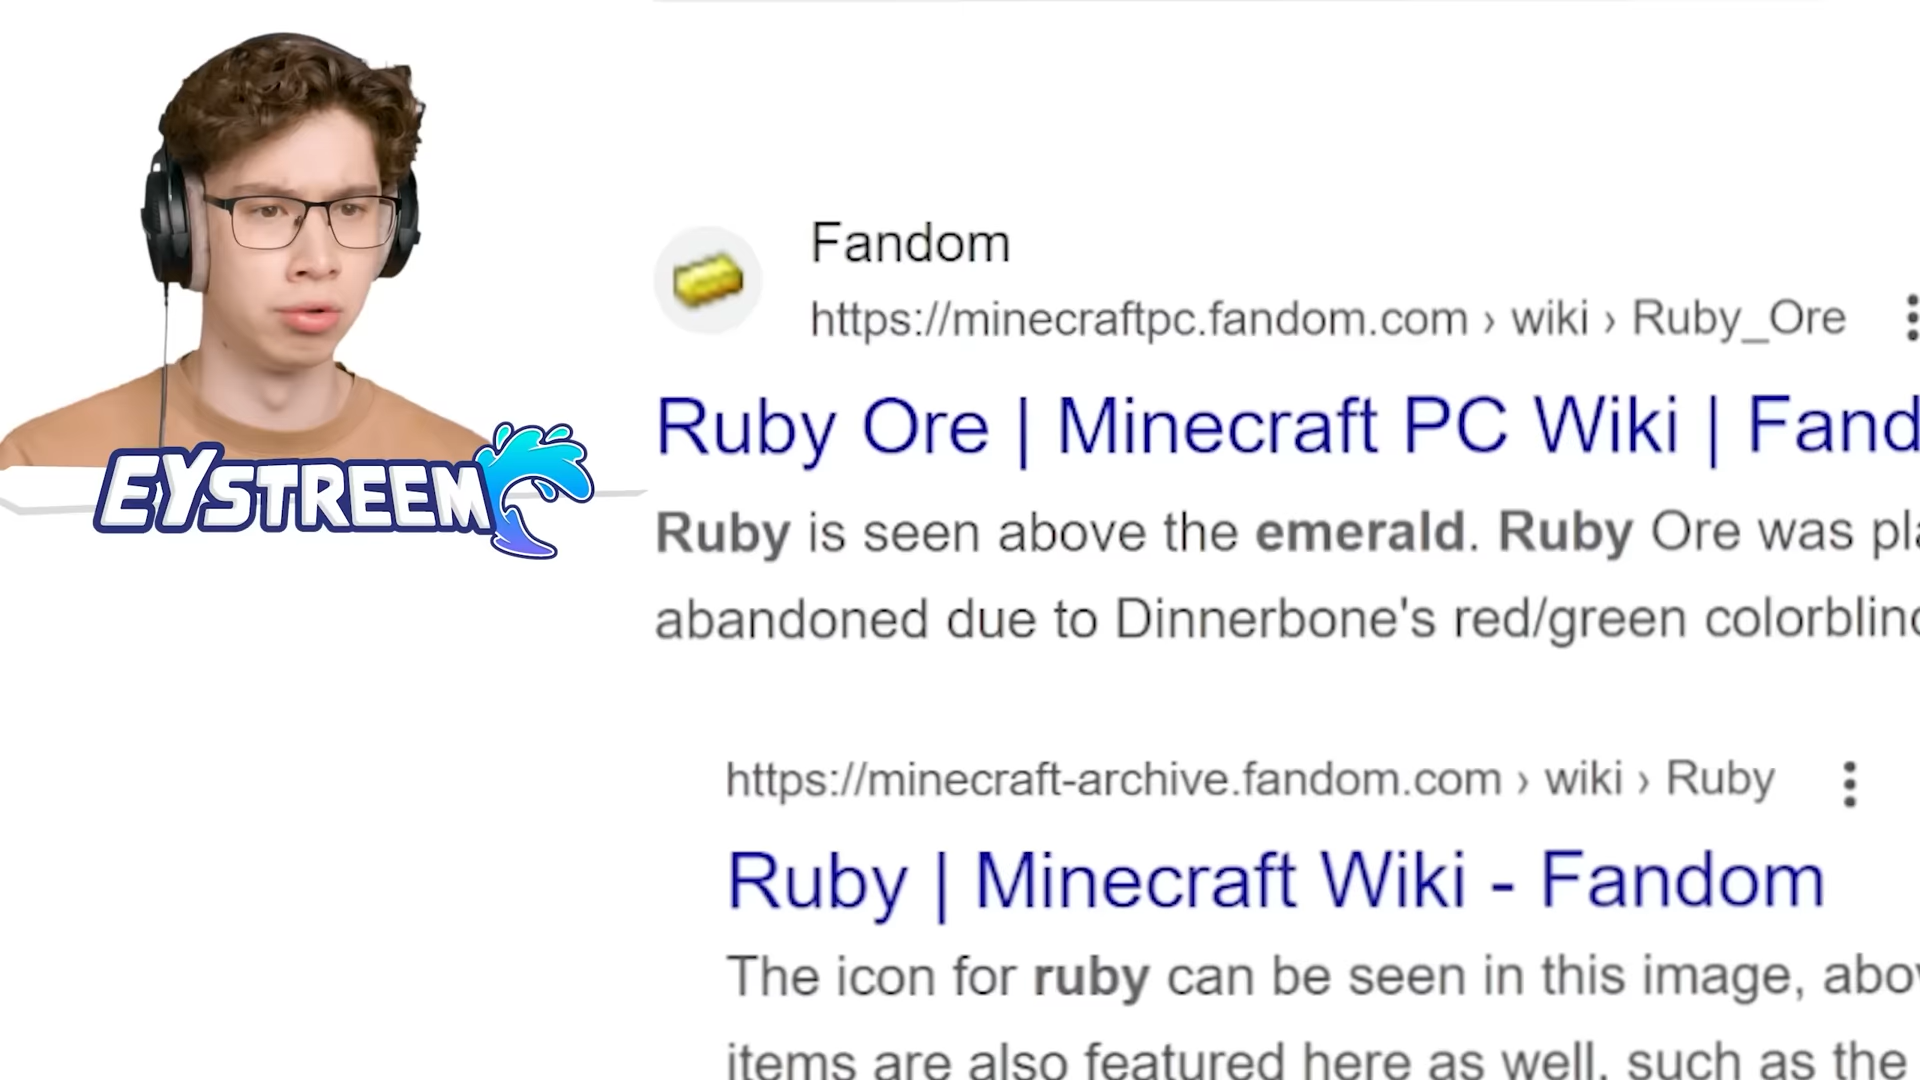 EYSTREEM
Fandom
https://minecraftpc.fandom.com › wiki › Ruby_Ore
Ruby Ore | Minecraft PC Wiki | Fand
Ruby is seen above the emerald. Ruby Ore was pla
abandoned due to Dinnerbone's red/green colorblind
https://minecraft-archive.fandom.com › wiki › Ruby
Ruby | Minecraft Wiki - Fandom
The icon for ruby can be seen in this image, abov
items are also featured here as well, such as the